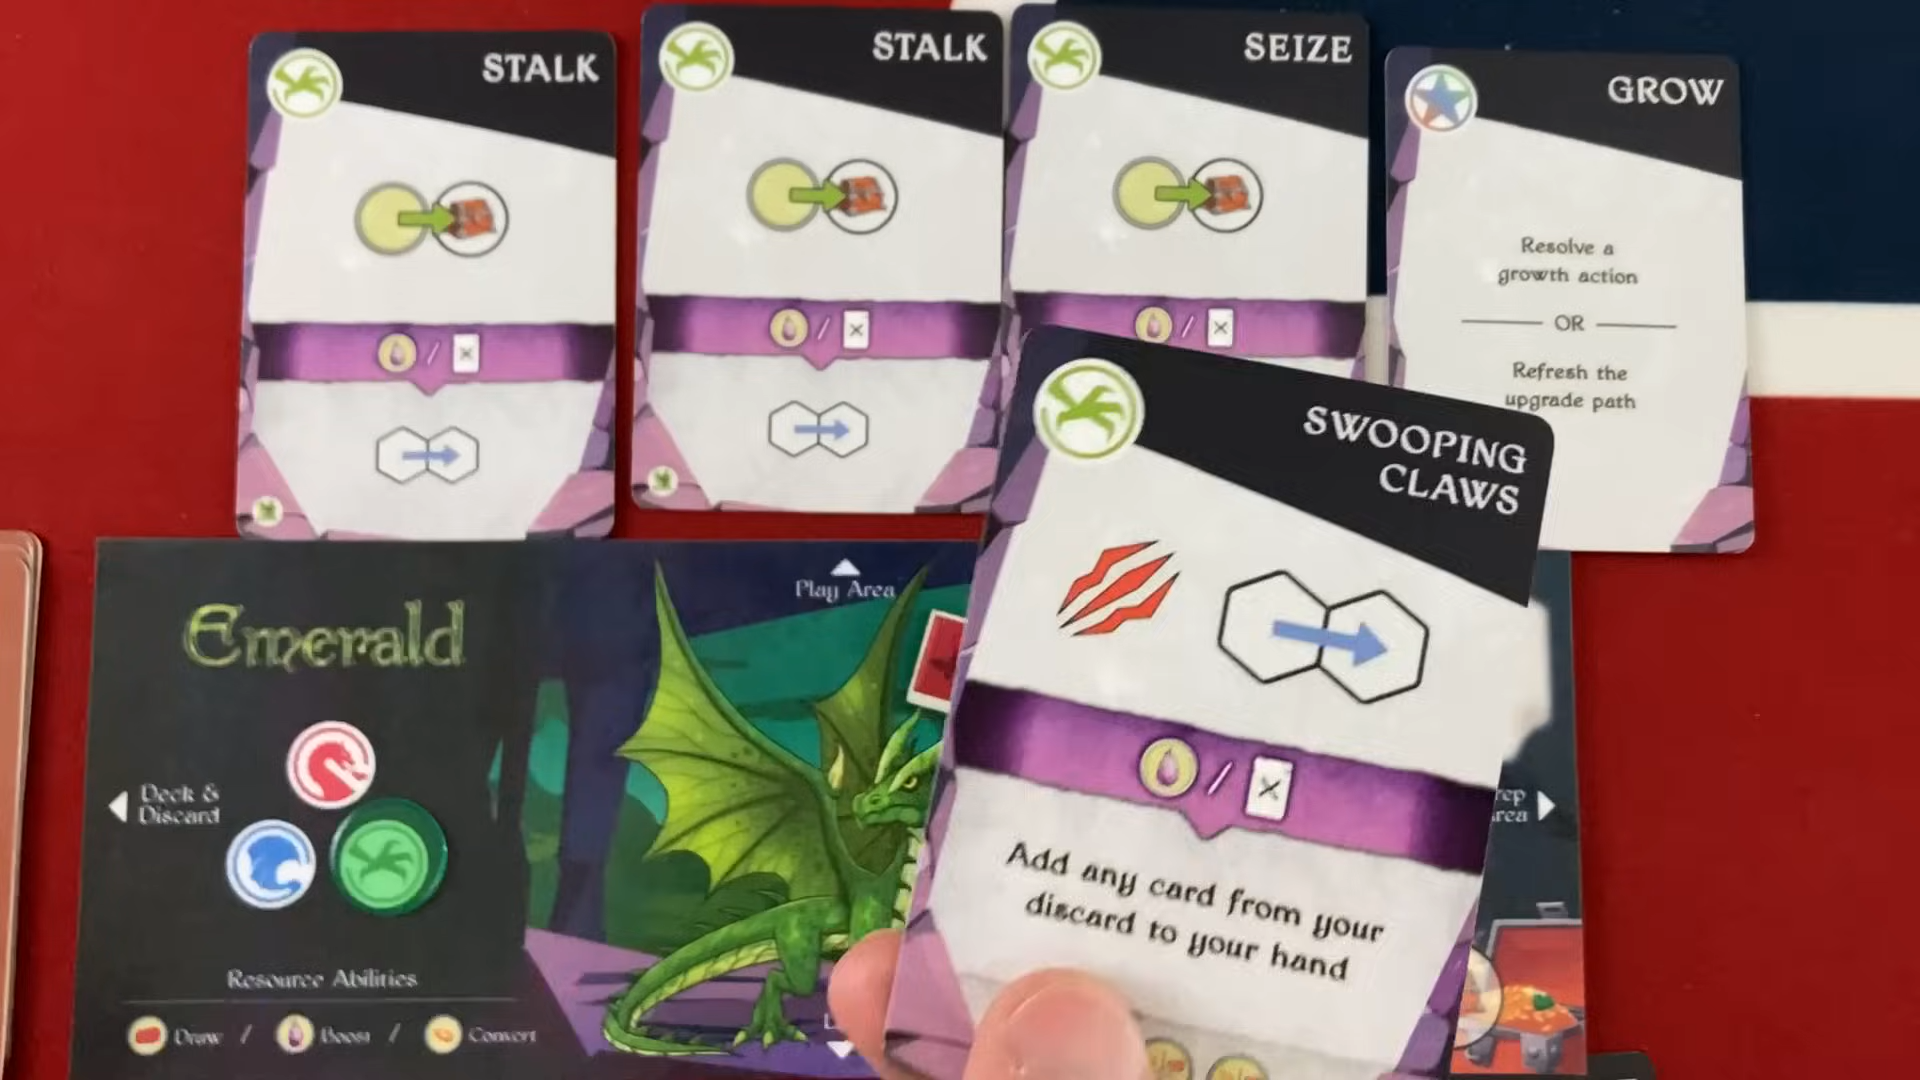 STALK
STALK
SEIZE
GROW
Resolve a
growth action
OR
Refresh the
upgrade path
SWOOPING
CLAWS
Add any card from your
discard to your hand
Emerald
Play Area
Deck &
Discard
Resource Abilities
Draw / Boost / Convert